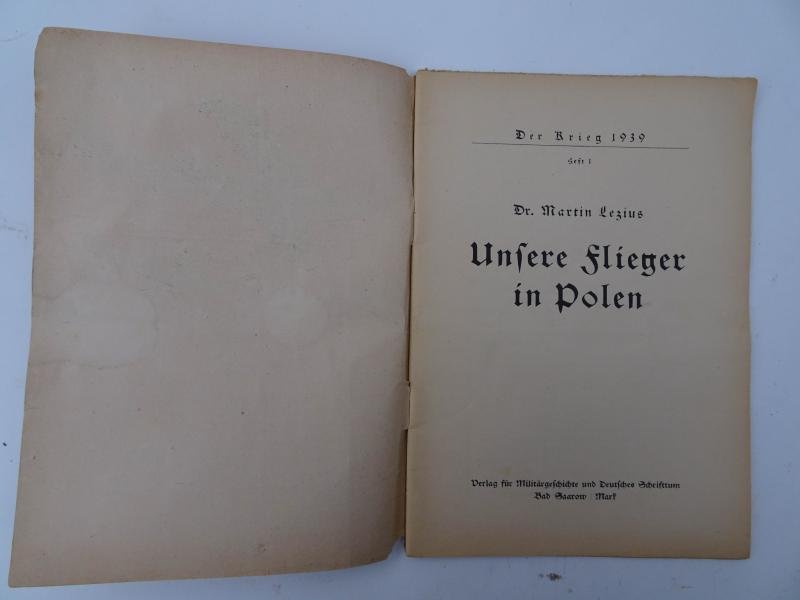 Der Krieg 1939
Heft 1
Dr. Martin Lezius
Unſere Flieger
in Polen
Verlag für Militärgeſchichte und Deutſches Schrifttum
Bad Saarow / Mark